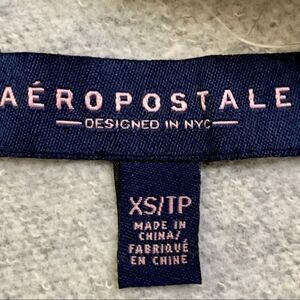 AÉROPOSTALE
DESIGNED IN NYC
XS/TP
MADE IN
CHINA/
FABRIQUÉ
EN CHINE